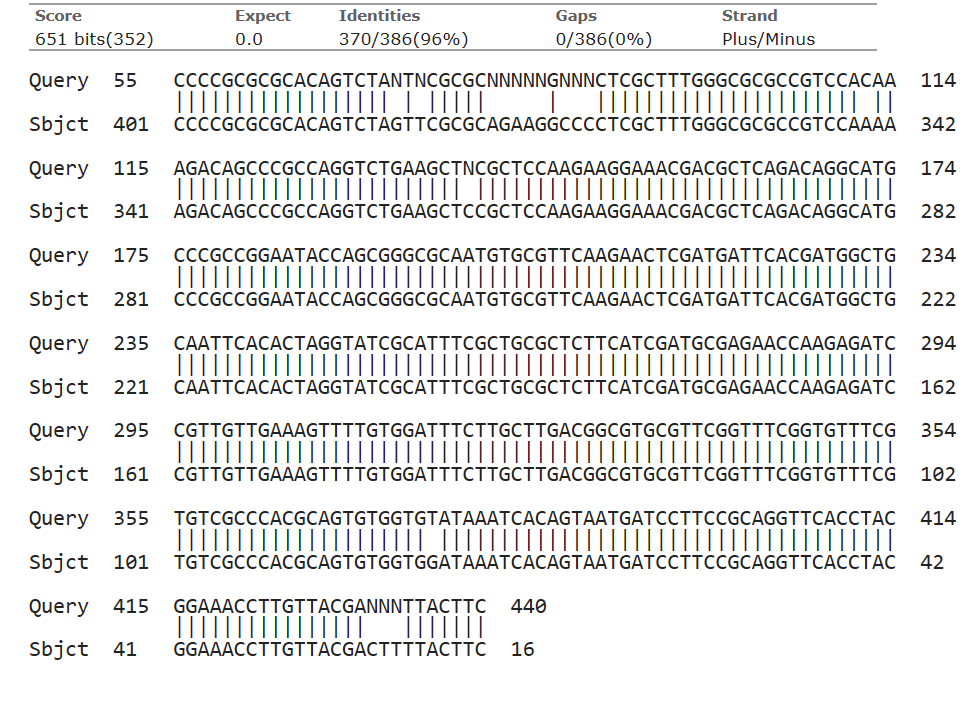 Score Expect Identities Gaps Strand
651 bits(352) 0.0 370/386(96%) 0/386(0%) Plus/Minus
Query 55 CCCCGCGCGCACAGTCTANTNCGCGCNNNNNGNNNCTCGCTTTGGGCGCGCCGTCCACAA 114
Sbjct 401 CCCCGCGCGCACAGTCTAGTTCGCGCAGAAGGCCCCTCGCTTTGGGCGCGCCGTCCAAAA 342
Query 115 AGACAGCCCGCCAGGTCTGAAGCTNCGCTCCAAGAAGGAAACGACGCTCAGACAGGCATG 174
Sbjct 341 AGACAGCCCGCCAGGTCTGAAGCTCCGCTCCAAGAAGGAAACGACGCTCAGACAGGCATG 282
Query 175 CCCGCCGGAATACCAGCGGGCGCAATGTGCGTTCAAGAACTCGATGATTCACGATGGCTG 234
Sbjct 281 CCCGCCGGAATACCAGCGGGCGCAATGTGCGTTCAAGAACTCGATGATTCACGATGGCTG 222
Query 235 CAATTCACACTAGGTATCGCATTTCGCTGCGCTCTTCATCGATGCGAGAACCAAGAGATC 294
Sbjct 221 CAATTCACACTAGGTATCGCATTTCGCTGCGCTCTTCATCGATGCGAGAACCAAGAGATC 162
Query 295 CGTTGTTGAAAGTTTTGTGGATTTCTTGCTTGACGGCGTGCGTTCGGTTTCGGTGTTTCG 354
Sbjct 161 CGTTGTTGAAAGTTTTGTGGATTTCTTGCTTGACGGCGTGCGTTCGGTTTCGGTGTTTCG 102
Query 355 TGTCGCCCACGCAGTGTGGTGTATAAATCACAGTAATGATCCTTCCGCAGGTTCACCTAC 414
Sbjct 101 TGTCGCCCACGCAGTGTGGTGGATAAATCACAGTAATGATCCTTCCGCAGGTTCACCTAC 42
Query 415 GGAAACCTTGTTACGANNNTTACTTC 440
Sbjct 41 GGAAACCTTGTTACGACTTTTACTTC 16